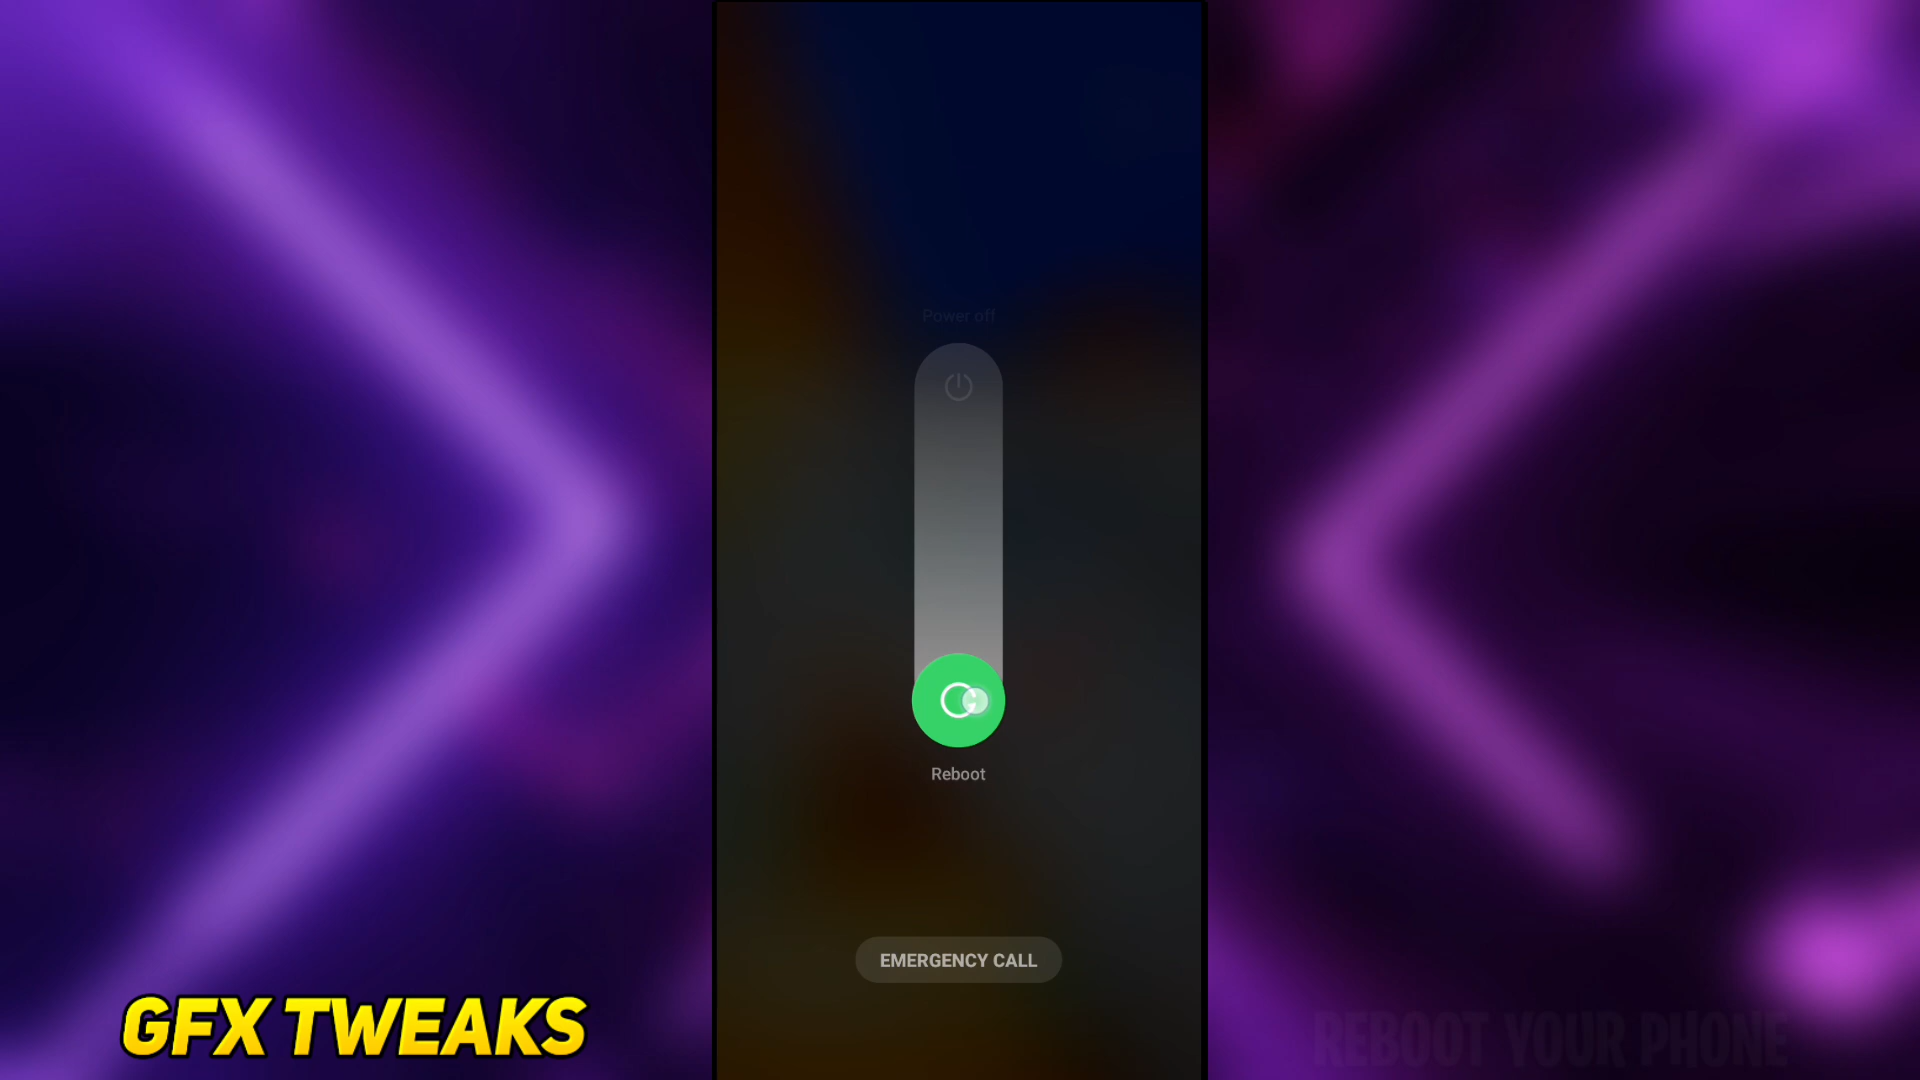 Power off
Reboot
EMERGENCY CALL
GFX TWEAKS
REBOOT YOUR PHONE